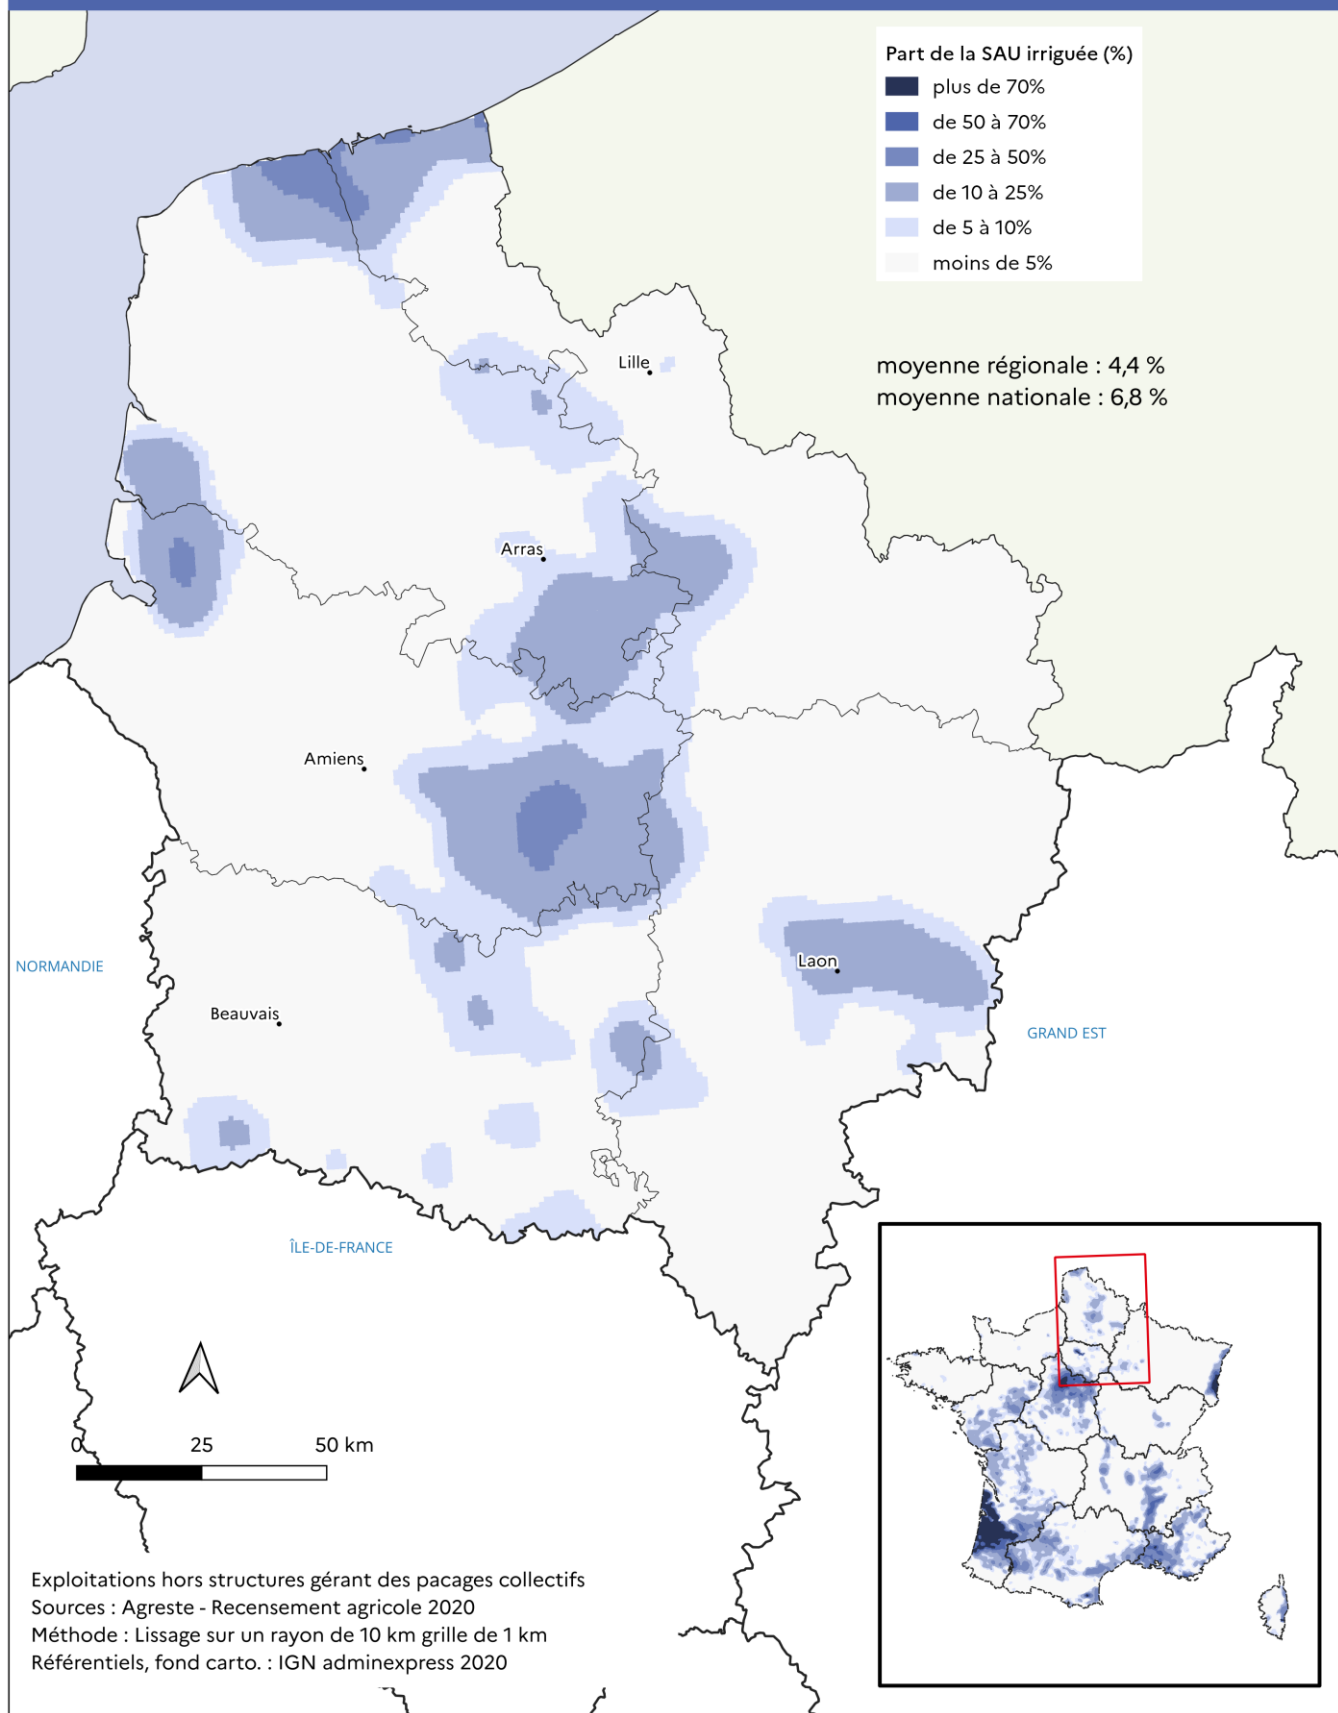 Part de la SAU irriguée (%)
plus de 70%
de 50 à 70%
de 25 à 50%
de 10 à 25%
de 5 à 10%
moins de 5%
moyenne régionale : 4,4 %
moyenne nationale : 6,8 %
Lille
Arras
Amiens
Laon
Beauvais
NORMANDIE
GRAND EST
ÎLE-DE-FRANCE
0 25 50 km
Exploitations hors structures gérant des pacages collectifs
Sources : Agreste - Recensement agricole 2020
Méthode : Lissage sur un rayon de 10 km grille de 1 km
Référentiels, fond carto. : IGN adminexpress 2020